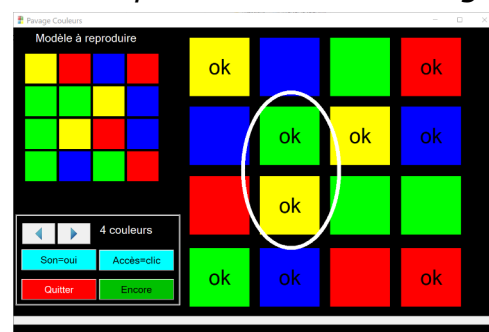 Pavage Couleurs
Modèle à reproduire
ok ok
ok ok ok
ok
ok ok ok
4 couleurs
Son=oui Accès=clic
Quitter Encore